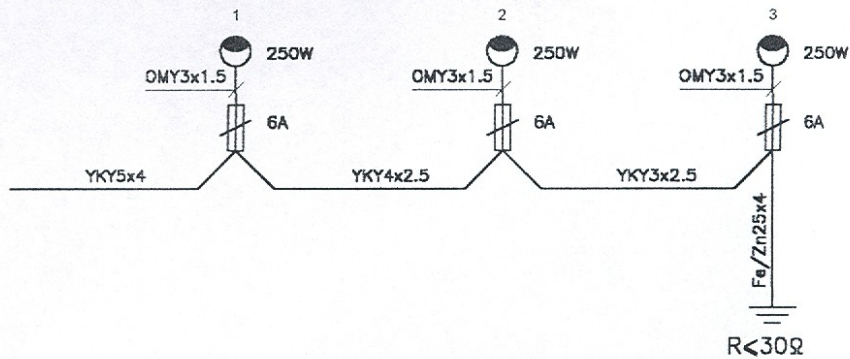 1
2
3
250W
250W
250W
OMY3x1.5
OMY3x1.5
OMY3x1.5
6A
6A
6A
YKY5x4
YKY4x2.5
YKY3x2.5
Fe/Zn25x4
R<30Ω